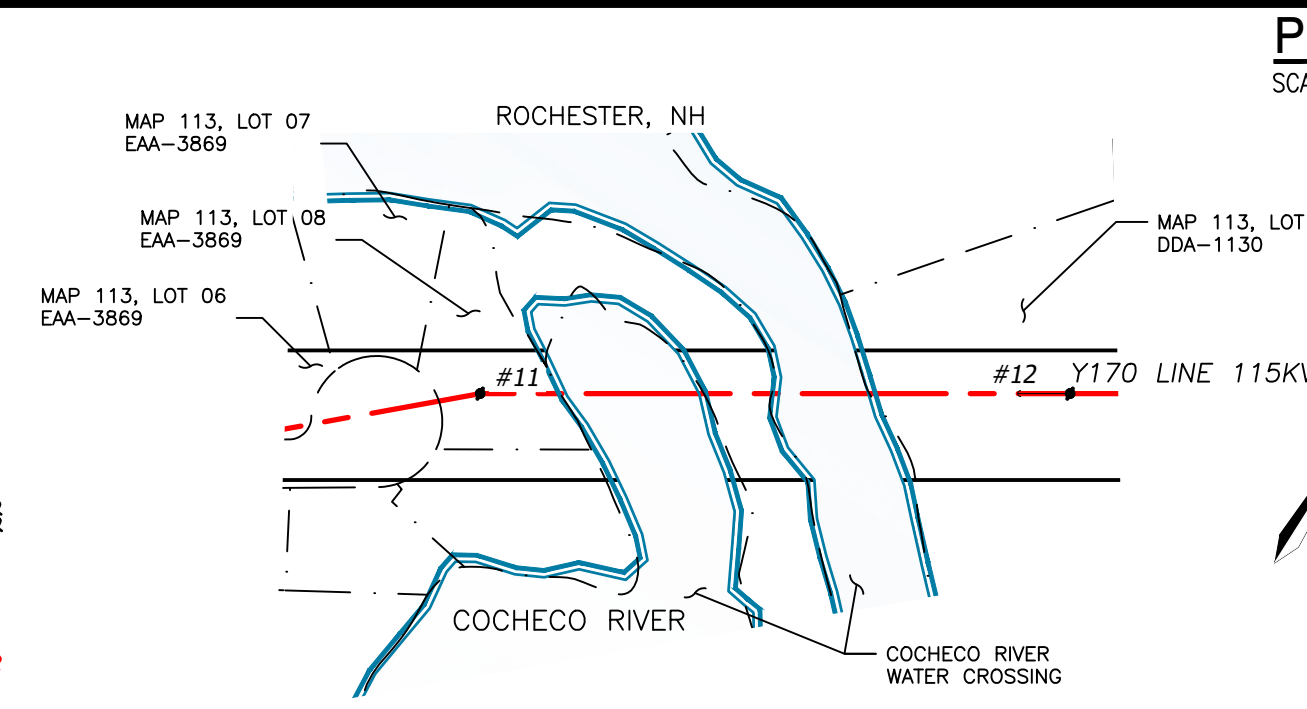 ROCHESTER, NH
MAP 113, LOT 07
EAA-3869
MAP 113, LOT 08
EAA-3869
MAP 113, LOT
DDA-1130
MAP 113, LOT 06
EAA-3869
#11
#12
Y170 LINE 115KV
COCHECO RIVER
COCHECO RIVER
WATER CROSSING